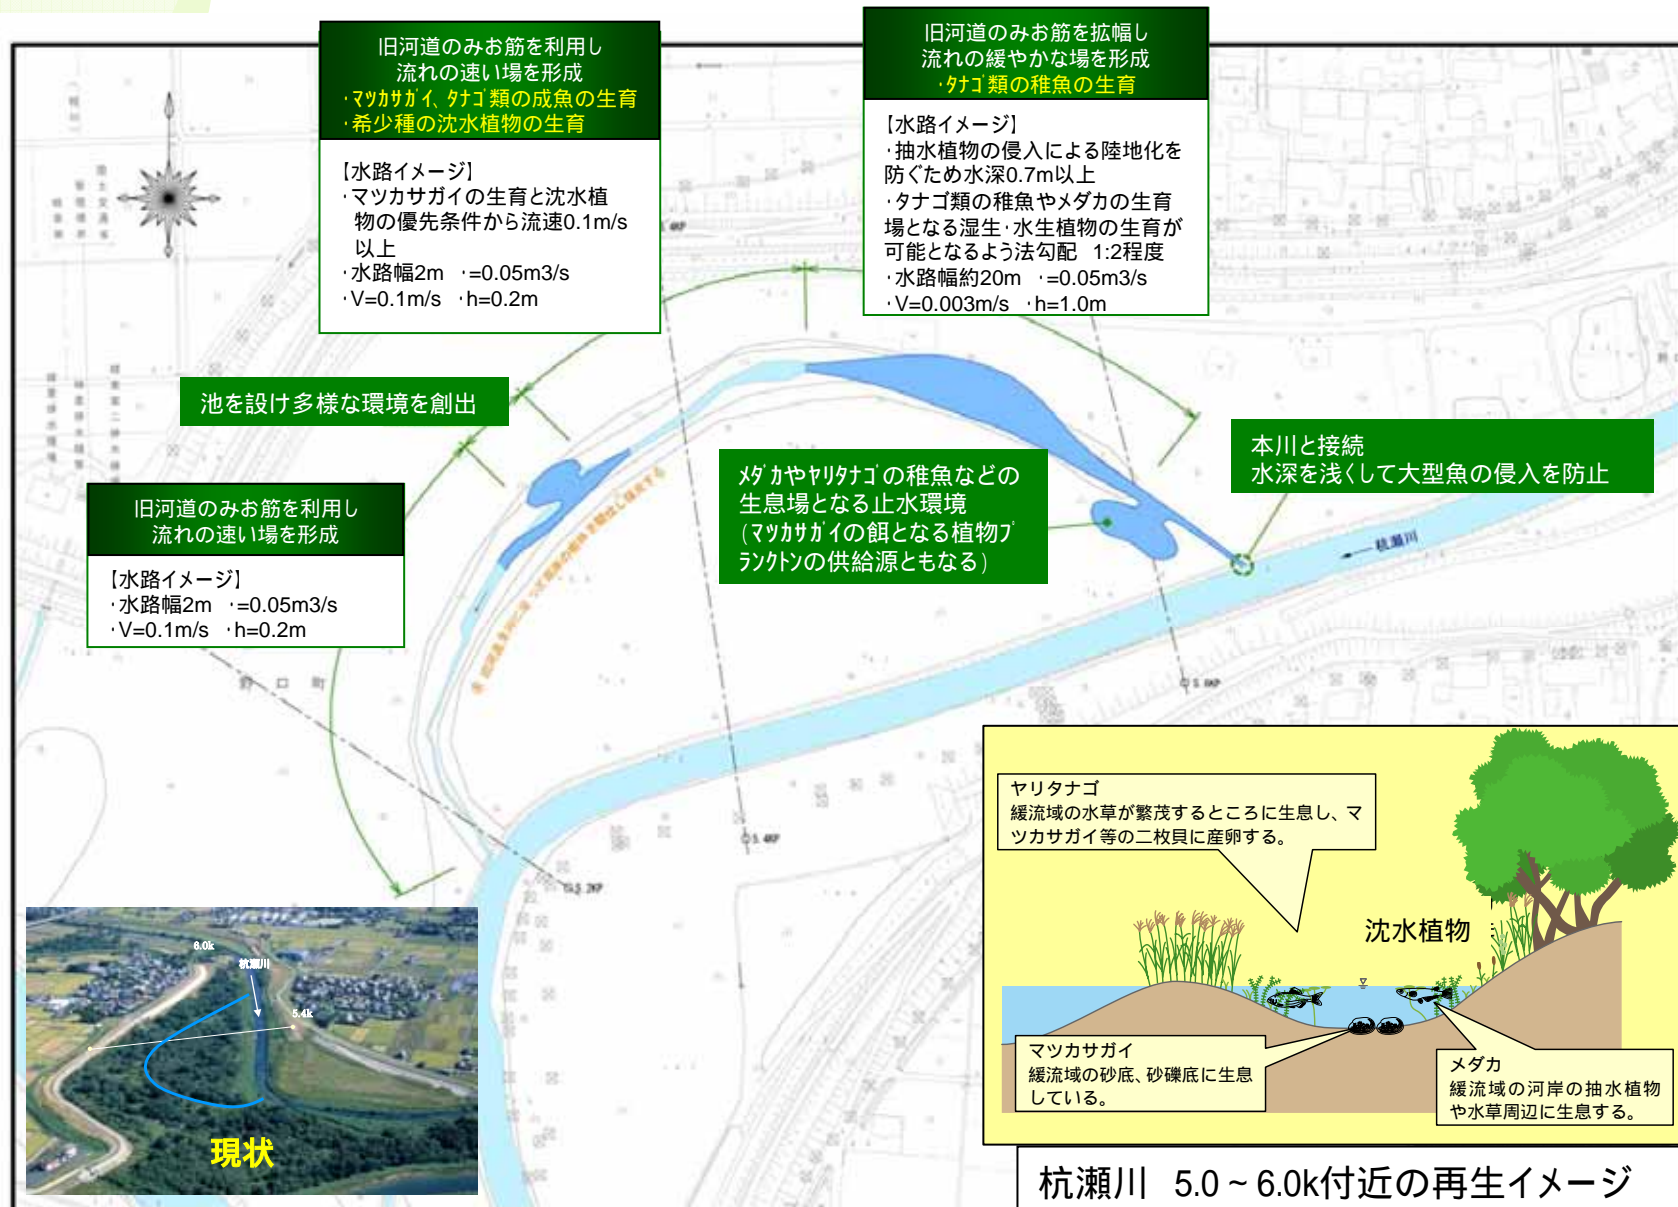 旧河道のみお筋を利用し
流れの速い場を形成
・マツカサガイ、タナゴ類の成魚の生育
・希少種の沈水植物の生育
【水路イメージ】
・マツカサガイの生育と沈水植
物の優先条件から流速0.1m/s
以上
・水路幅2m ・=0.05m3/s
・V=0.1m/s ・h=0.2m
旧河道のみお筋を拡幅し
流れの緩やかな場を形成
・タナゴ類の稚魚の生育
【水路イメージ】
・抽水植物の侵入による陸地化を
防ぐため水深0.7m以上
・タナゴ類の稚魚やメダカの生育
場となる湿生・水生植物の生育が
可能となるよう法勾配 1:2程度
・水路幅約20m ・=0.05m3/s
・V=0.003m/s ・h=1.0m
池を設け多様な環境を創出
旧河道のみお筋を利用し
流れの速い場を形成
【水路イメージ】
・水路幅2m ・=0.05m3/s
・V=0.1m/s ・h=0.2m
メダカやヤリタナゴの稚魚などの
生息場となる止水環境
(マツカサガイの餌となる植物プ
ランクトンの供給源ともなる)
本川と接続
水深を浅くして大型魚の侵入を防止
杭瀬川
野口町
5.6KP
5.4KP
5.2KP
6.0k
杭瀬川
5.4k
現状
ヤリタナゴ
緩流域の水草が繁茂するところに生息し、マ
ツカサガイ等の二枚貝に産卵する。
沈水植物
マツカサガイ
緩流域の砂底、砂礫底に生息
している。
メダカ
緩流域の河岸の抽水植物
や水草周辺に生息する。
杭瀬川 5.0~6.0k付近の再生イメージ